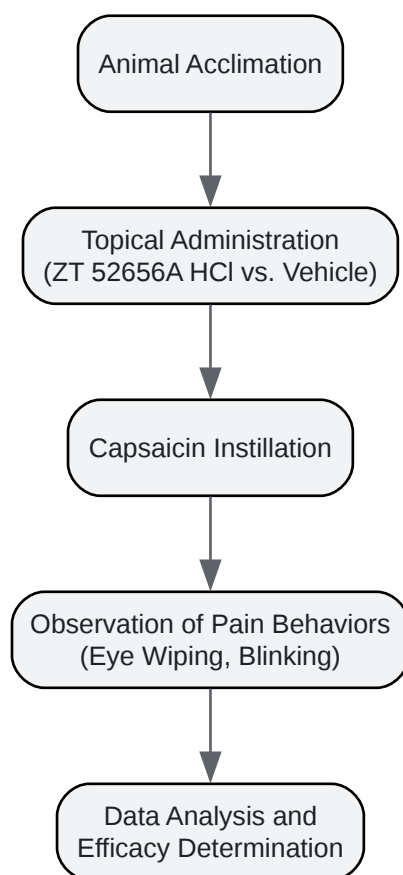 Animal Acclimation
Topical Administration
(ZT 52656A HCl vs. Vehicle)
Capsaicin Instillation
Observation of Pain Behaviors
(Eye Wiping, Blinking)
Data Analysis and
Efficacy Determination